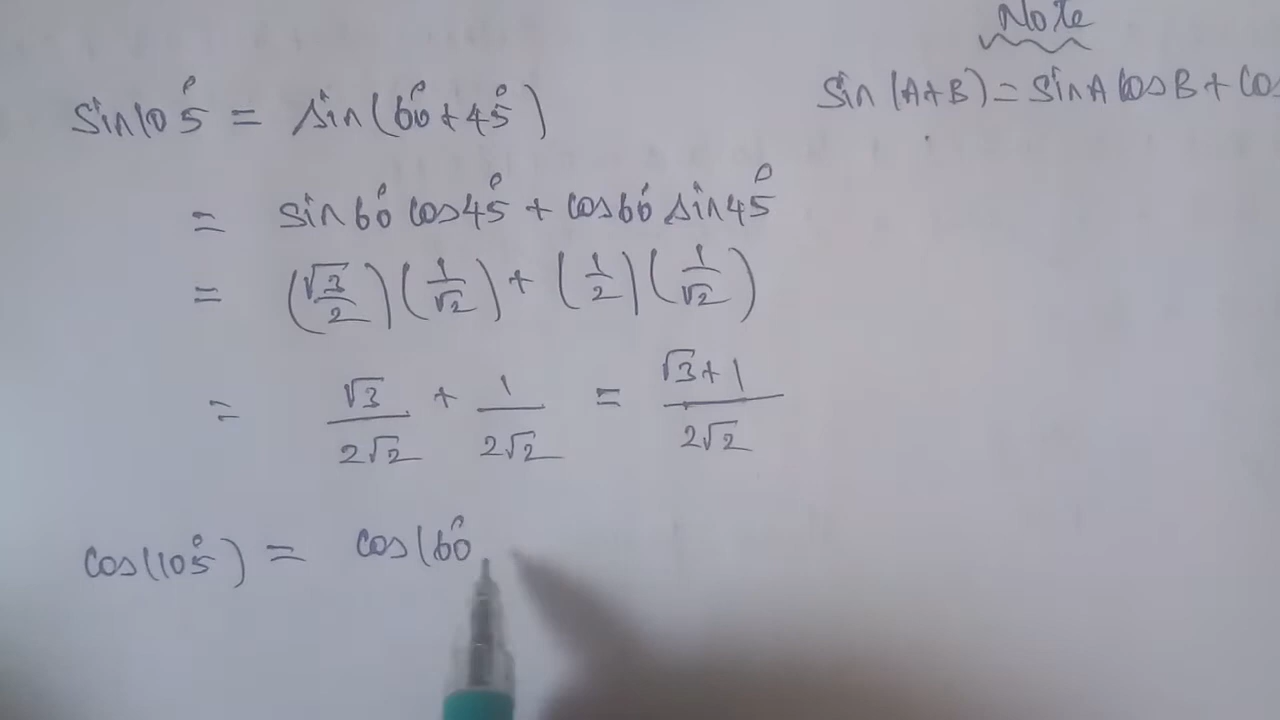 Note
Sin(A+B) = SinA CosB + Cos
Sin105° = Sin(60° + 45°)
= Sin60° Cos45° + Cos60° Sin45°
= (√3/2)(1/√2) + (1/2)(1/√2)
= √3/2√2 + 1/2√2 = √3+1/2√2
Cos(105°) = Cos(60°